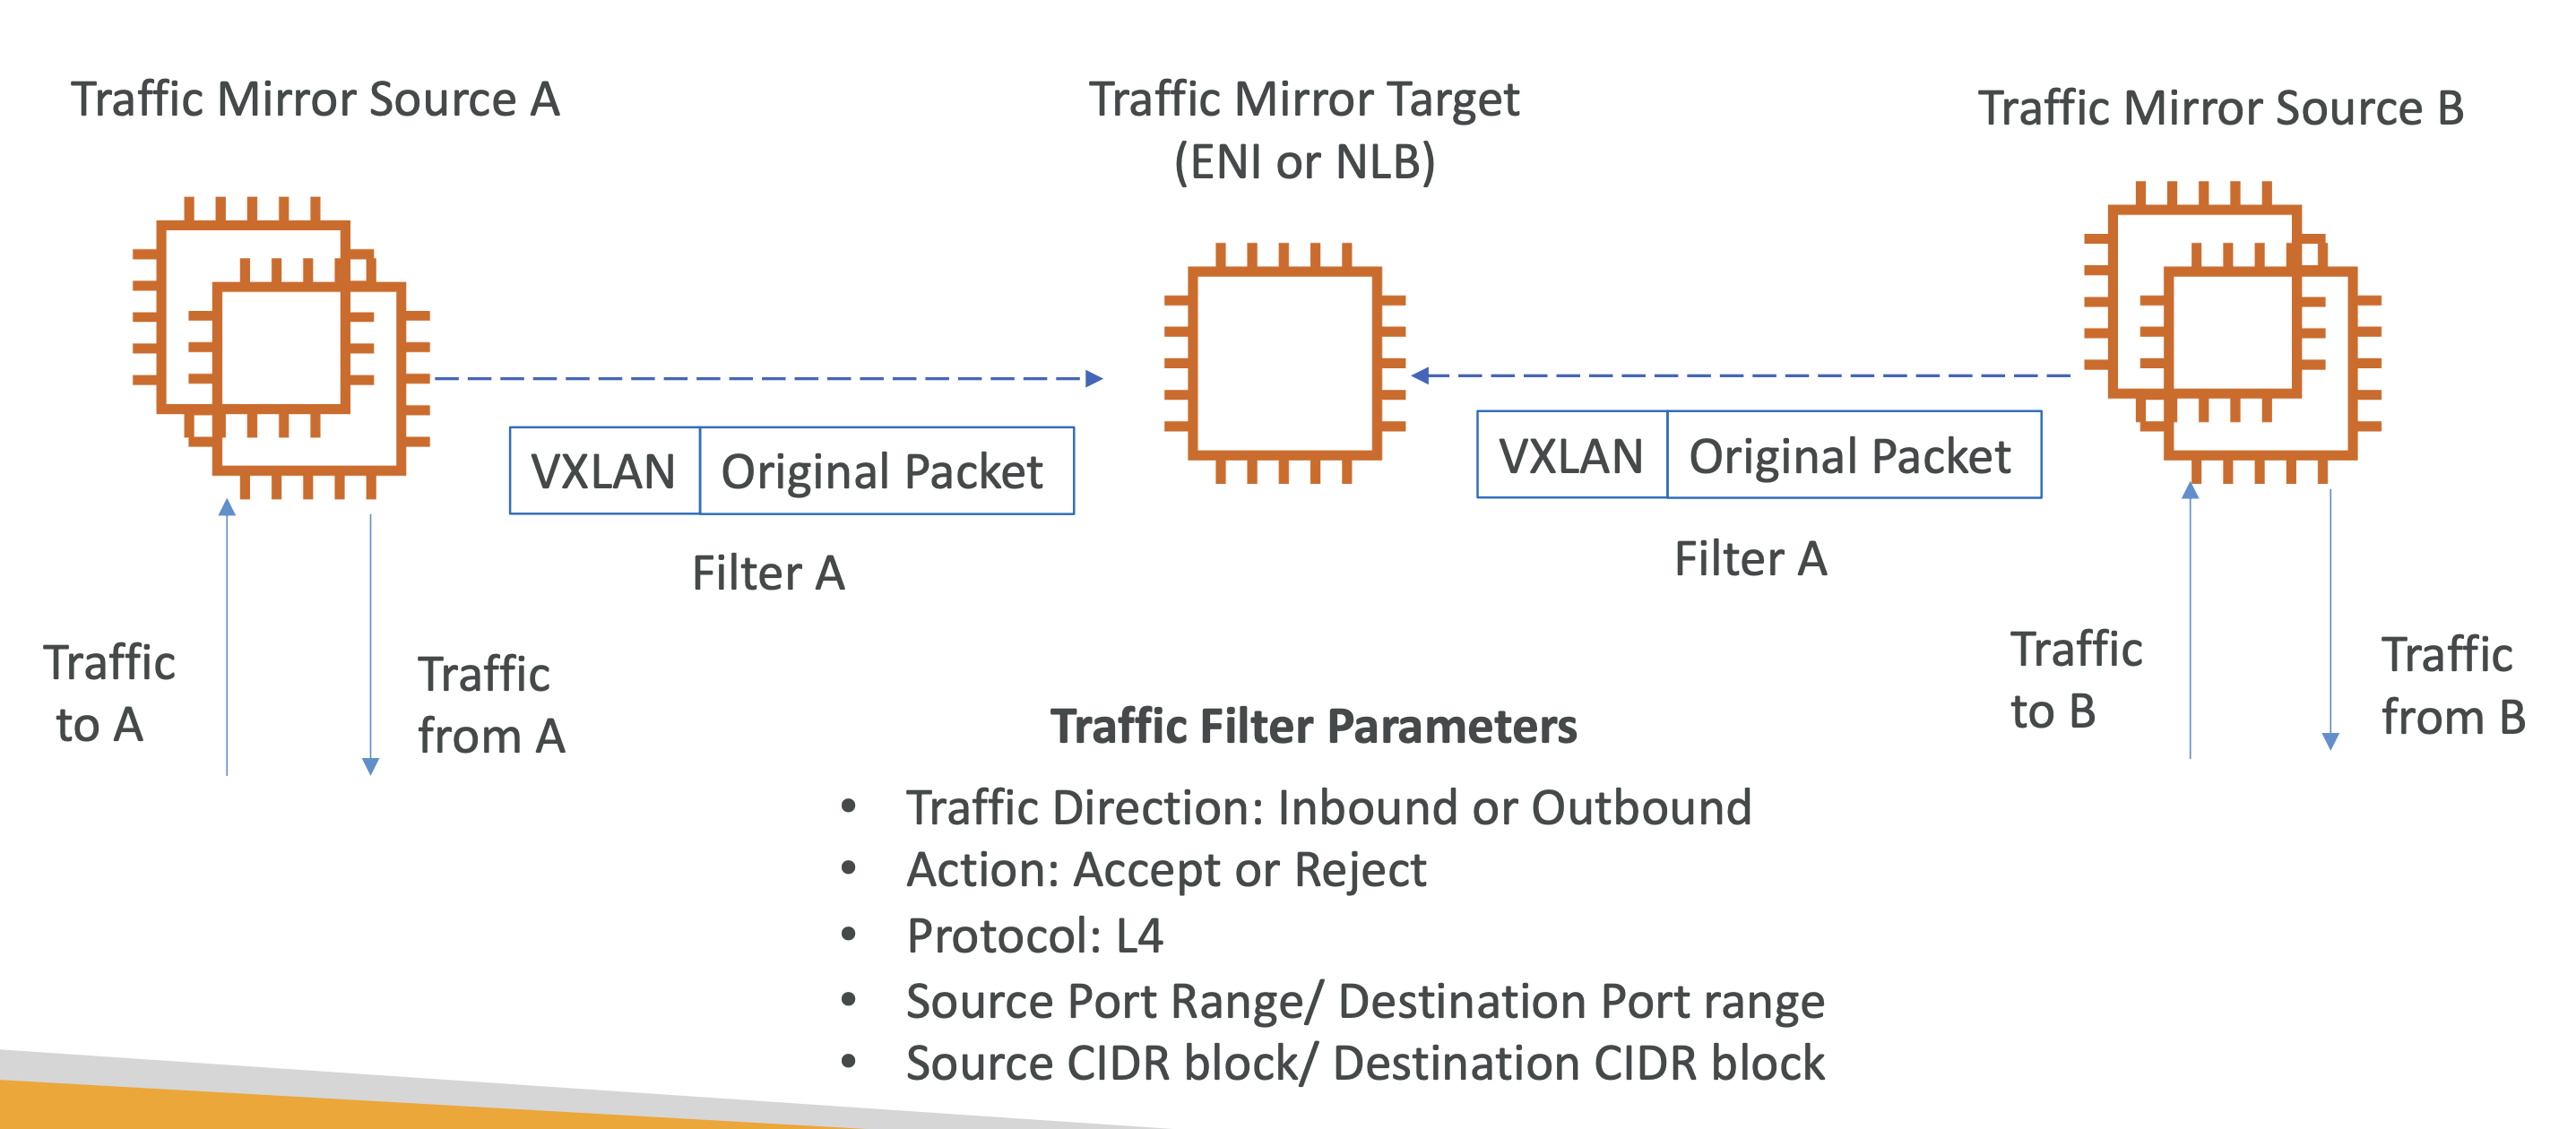 Traffic Mirror Source A
Traffic Mirror Target
(ENI or NLB)
Traffic Mirror Source B
VXLAN
Original Packet
Filter A
VXLAN
Original Packet
Filter A
Traffic
to A
Traffic
from A
Traffic
to B
Traffic
from B
Traffic Filter Parameters
• Traffic Direction: Inbound or Outbound
• Action: Accept or Reject
• Protocol: L4
• Source Port Range/ Destination Port range
• Source CIDR block/ Destination CIDR block